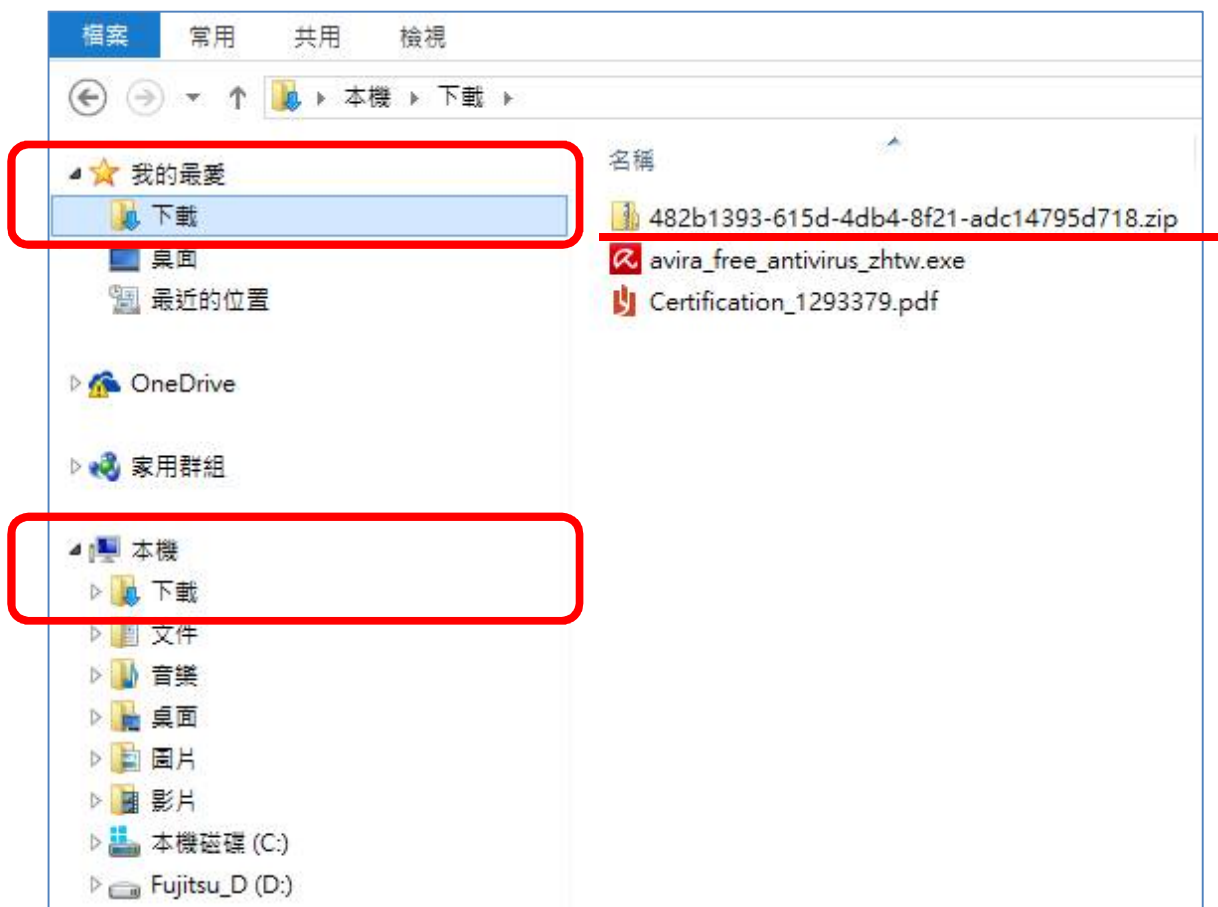 檔案 常用 共用 檢視
本機 下載
我的最愛
下載
桌面
最近的位置
OneDrive
家用群組
本機
下載
文件
音樂
桌面
圖片
影片
本機磁碟 (C:)
Fujitsu_D (D:)
名稱
482b1393-615d-4db4-8f21-adc14795d718.zip
avira_free_antivirus_zhtw.exe
Certification_1293379.pdf